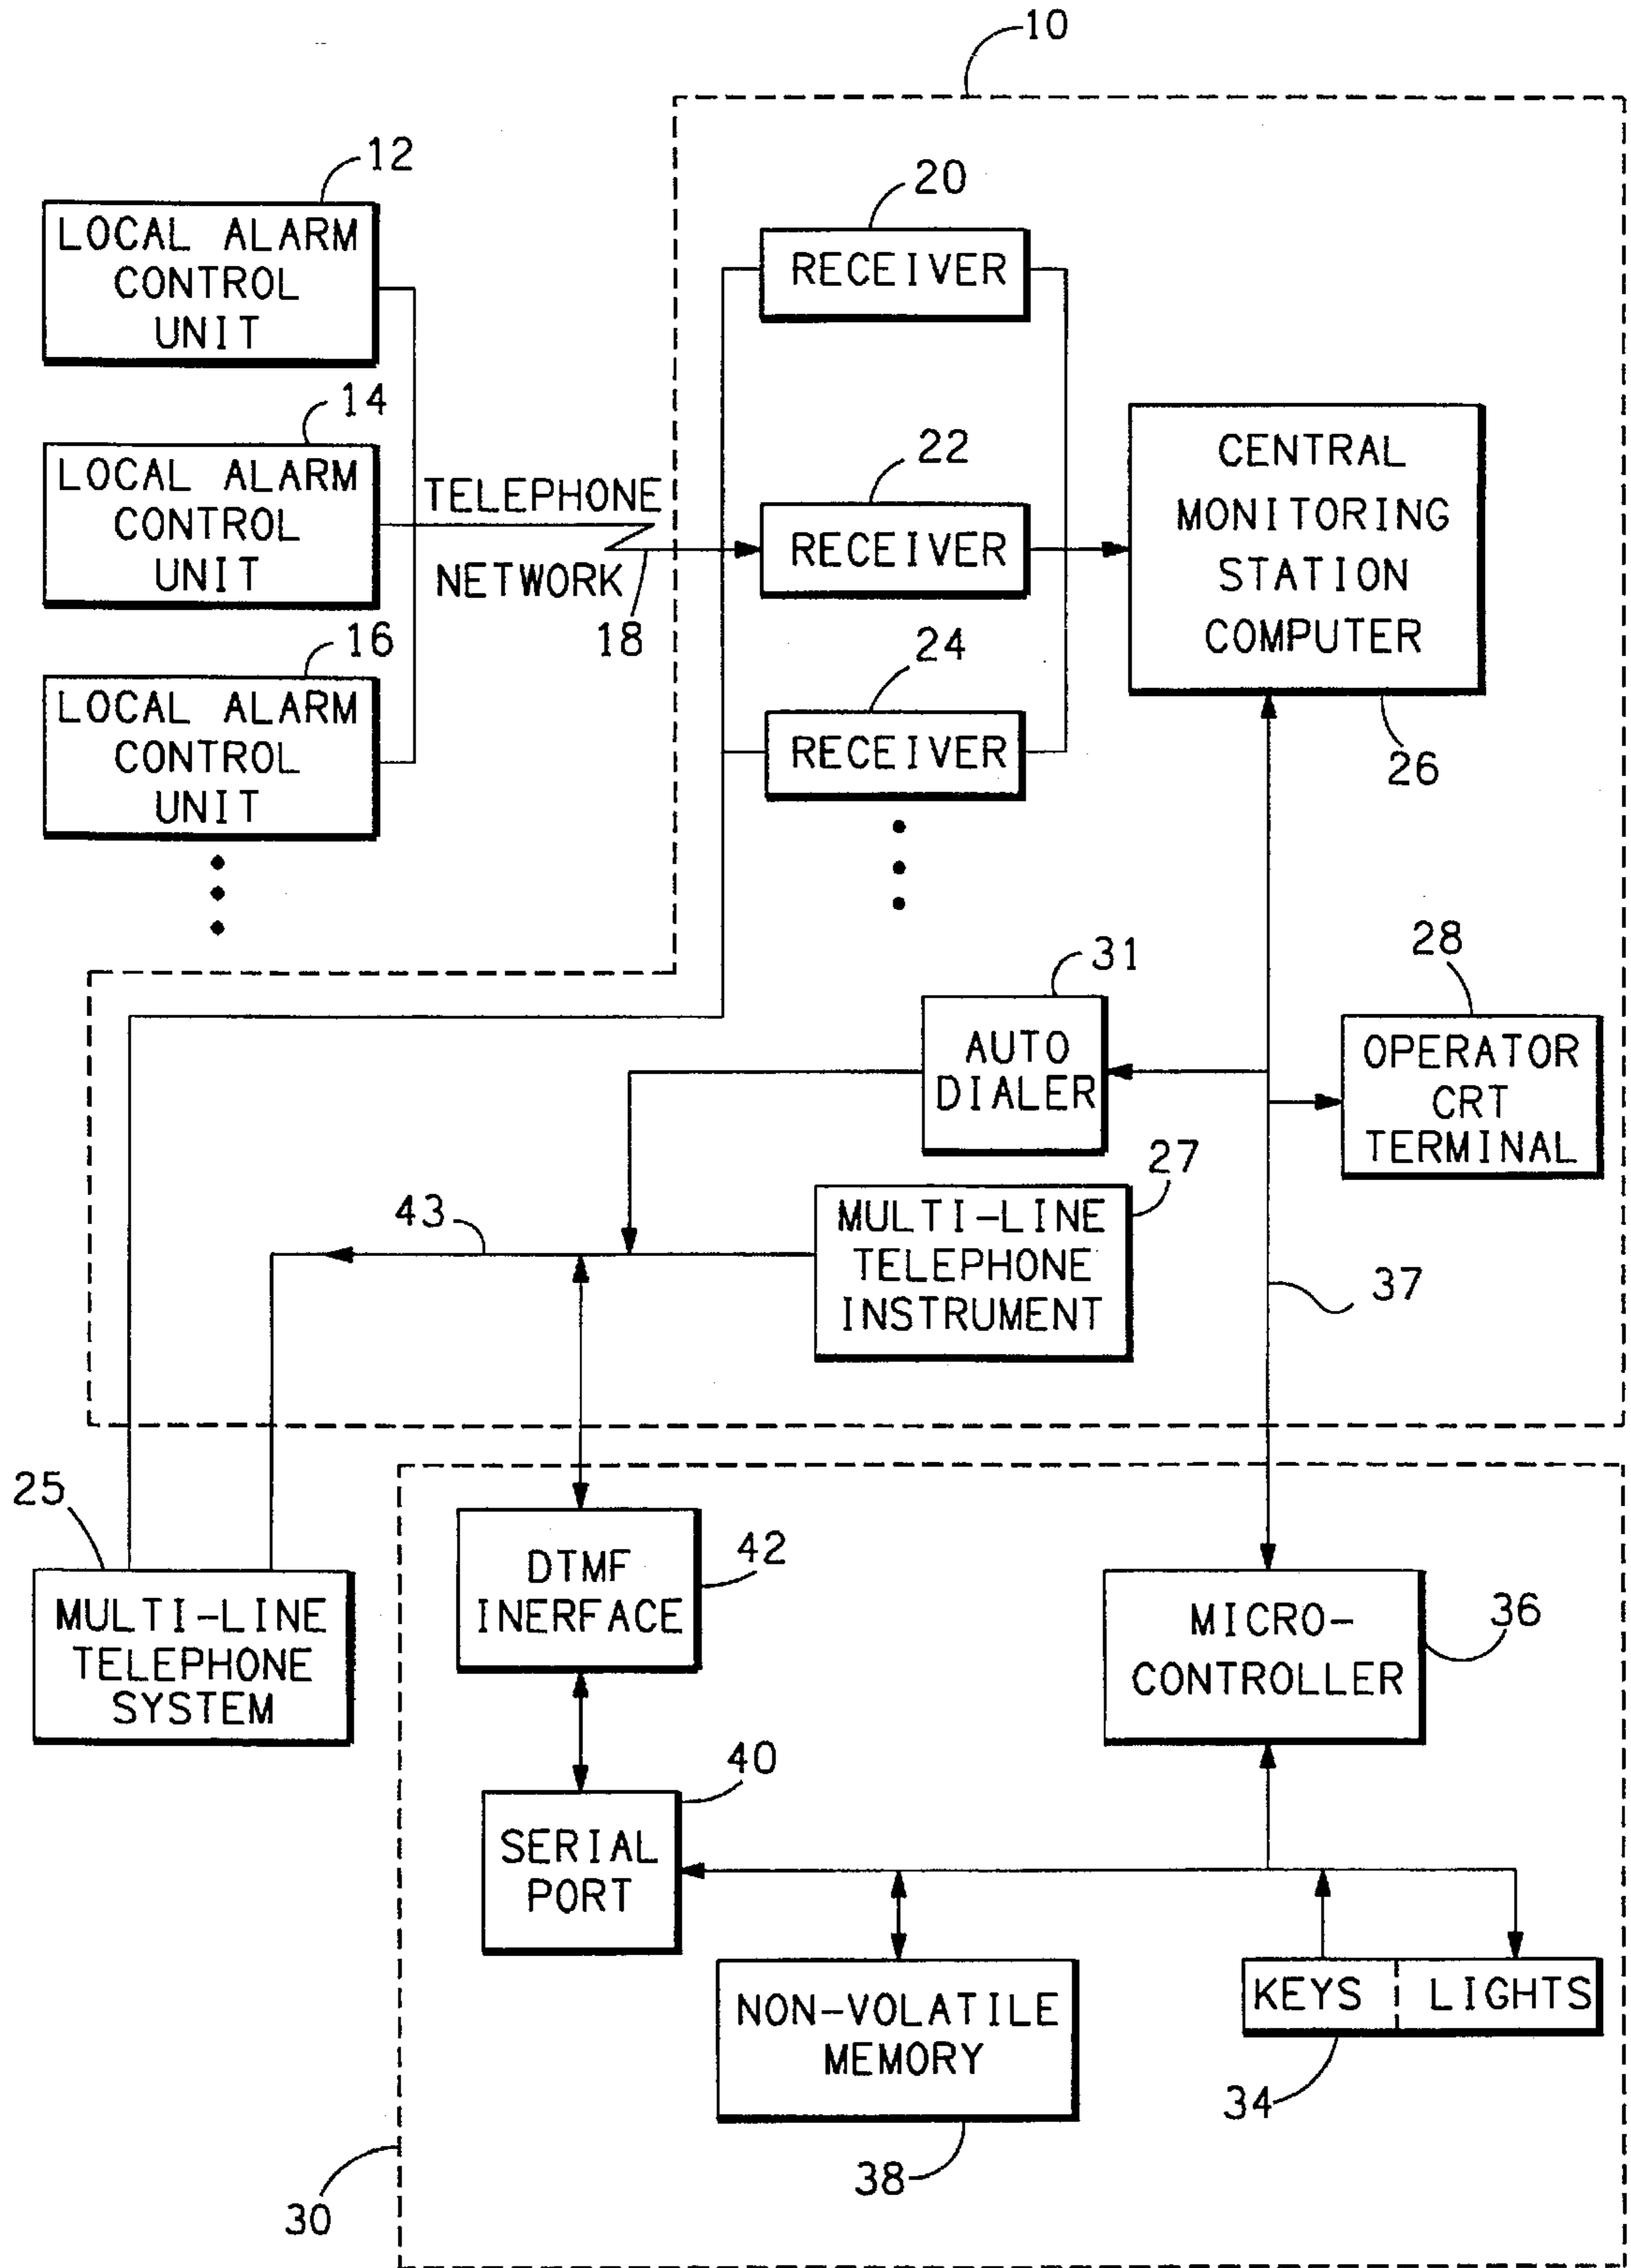 10
12
LOCAL ALARM
CONTROL
UNIT
20
RECEIVER
14
LOCAL ALARM
CONTROL
UNIT
TELEPHONE
NETWORK
18
22
RECEIVER
CENTRAL
MONITORING
STATION
COMPUTER
26
16
LOCAL ALARM
CONTROL
UNIT
24
RECEIVER
31
AUTO
DIALER
28
OPERATOR
CRT
TERMINAL
27
MULTI-LINE
TELEPHONE
INSTRUMENT
43
37
25
MULTI-LINE
TELEPHONE
SYSTEM
42
DTMF
INERFACE
36
MICRO-
CONTROLLER
40
SERIAL
PORT
NON-VOLATILE
MEMORY
38
KEYS LIGHTS
34
30